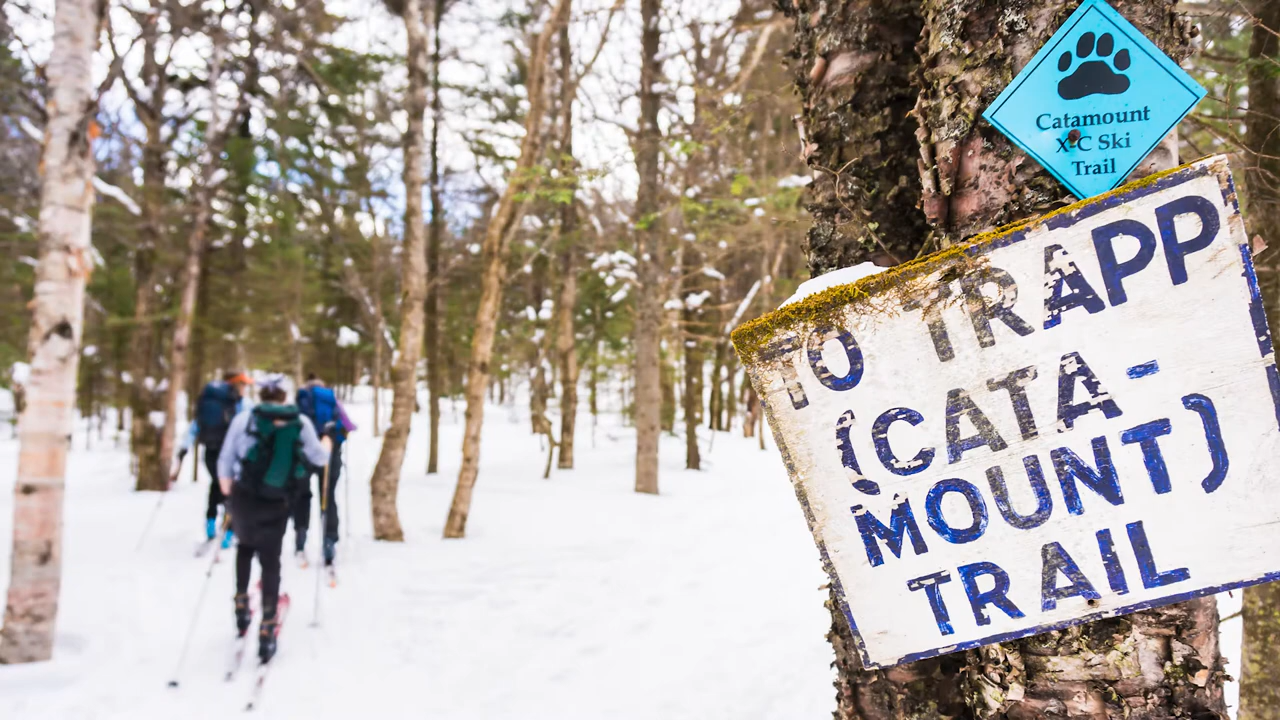 Catamount
X-C Ski
Trail
TO TRAPP
(CATA-
MOUNT)
TRAIL